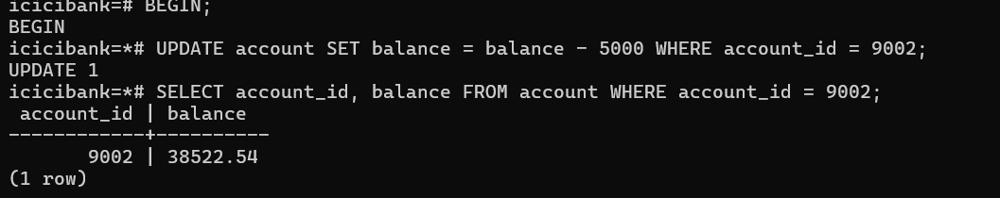 icicibank=# BEGIN;
BEGIN
icicibank=*# UPDATE account SET balance = balance - 5000 WHERE account_id = 9002;
UPDATE 1
icicibank=*# SELECT account_id, balance FROM account WHERE account_id = 9002;
 account_id | balance
------------+----------
       9002 | 38522.54
(1 row)